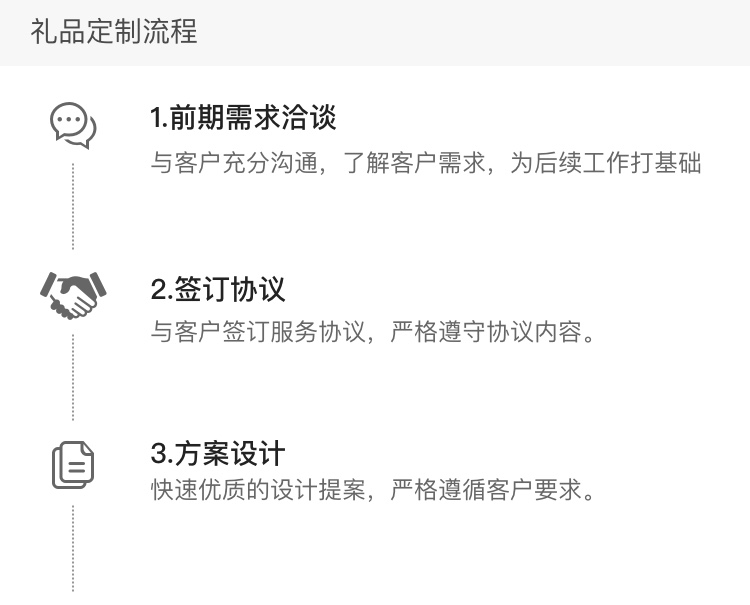 礼品定制流程
1.前期需求洽谈
与客户充分沟通，了解客户需求，为后续工作打基础
2.签订协议
与客户签订服务协议，严格遵守协议内容。
3.方案设计
快速优质的设计提案，严格遵循客户要求。